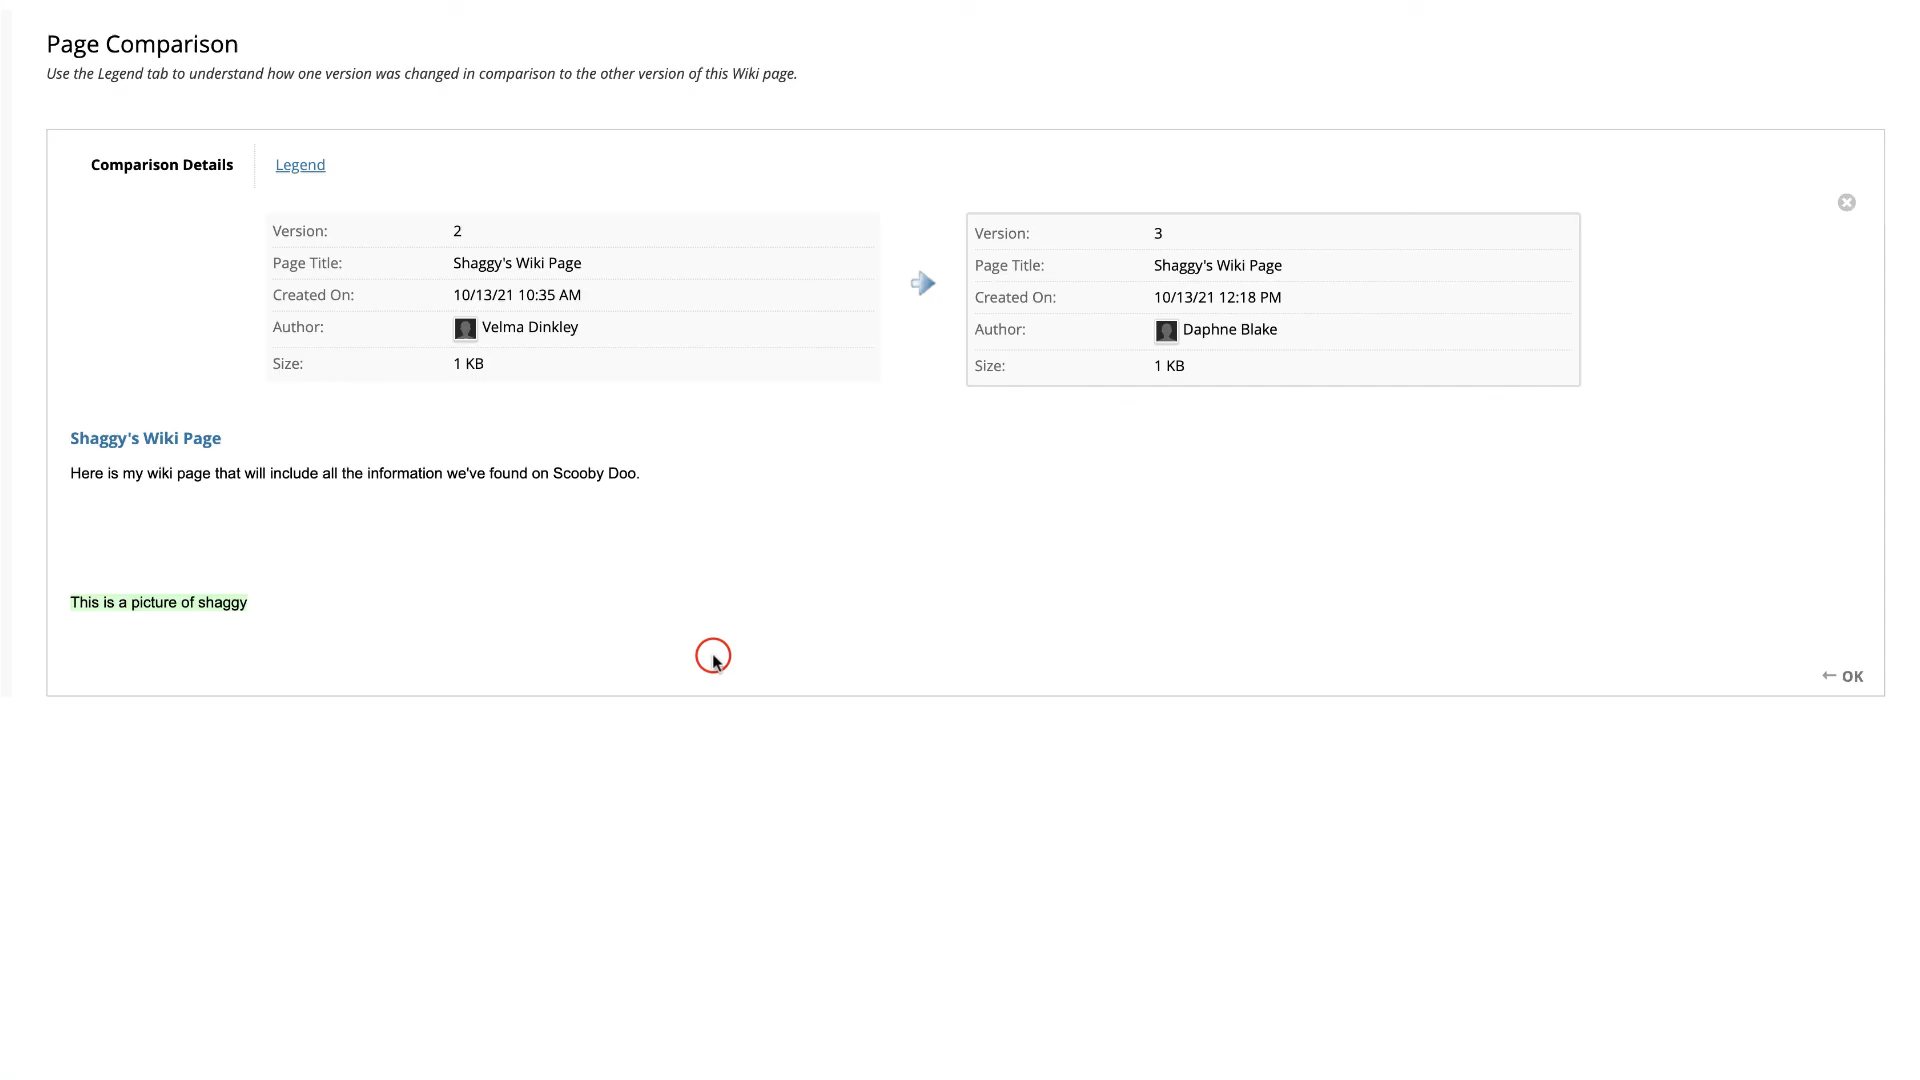 Page Comparison
Use the Legend tab to understand how one version was changed in comparison to the other version of this Wiki page.
Comparison Details
Legend
Version: 2
Page Title: Shaggy's Wiki Page
Created On: 10/13/21 10:35 AM
Author: Velma Dinkley
Size: 1 KB
Version: 3
Page Title: Shaggy's Wiki Page
Created On: 10/13/21 12:18 PM
Author: Daphne Blake
Size: 1 KB
Shaggy's Wiki Page
Here is my wiki page that will include all the information we've found on Scooby Doo.
This is a picture of shaggy
← OK